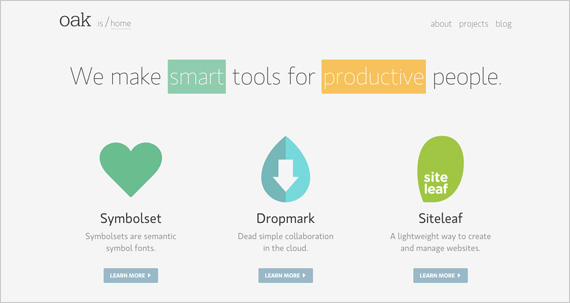 oak is / home
about projects blog
We make smart tools for productive people.
site
leaf
Symbolset
Dropmark
Siteleaf
Symbolsets are semantic
symbol fonts.
Dead simple collaboration
in the cloud.
A lightweight way to create
and manage websites.
LEARN MORE
LEARN MORE
LEARN MORE